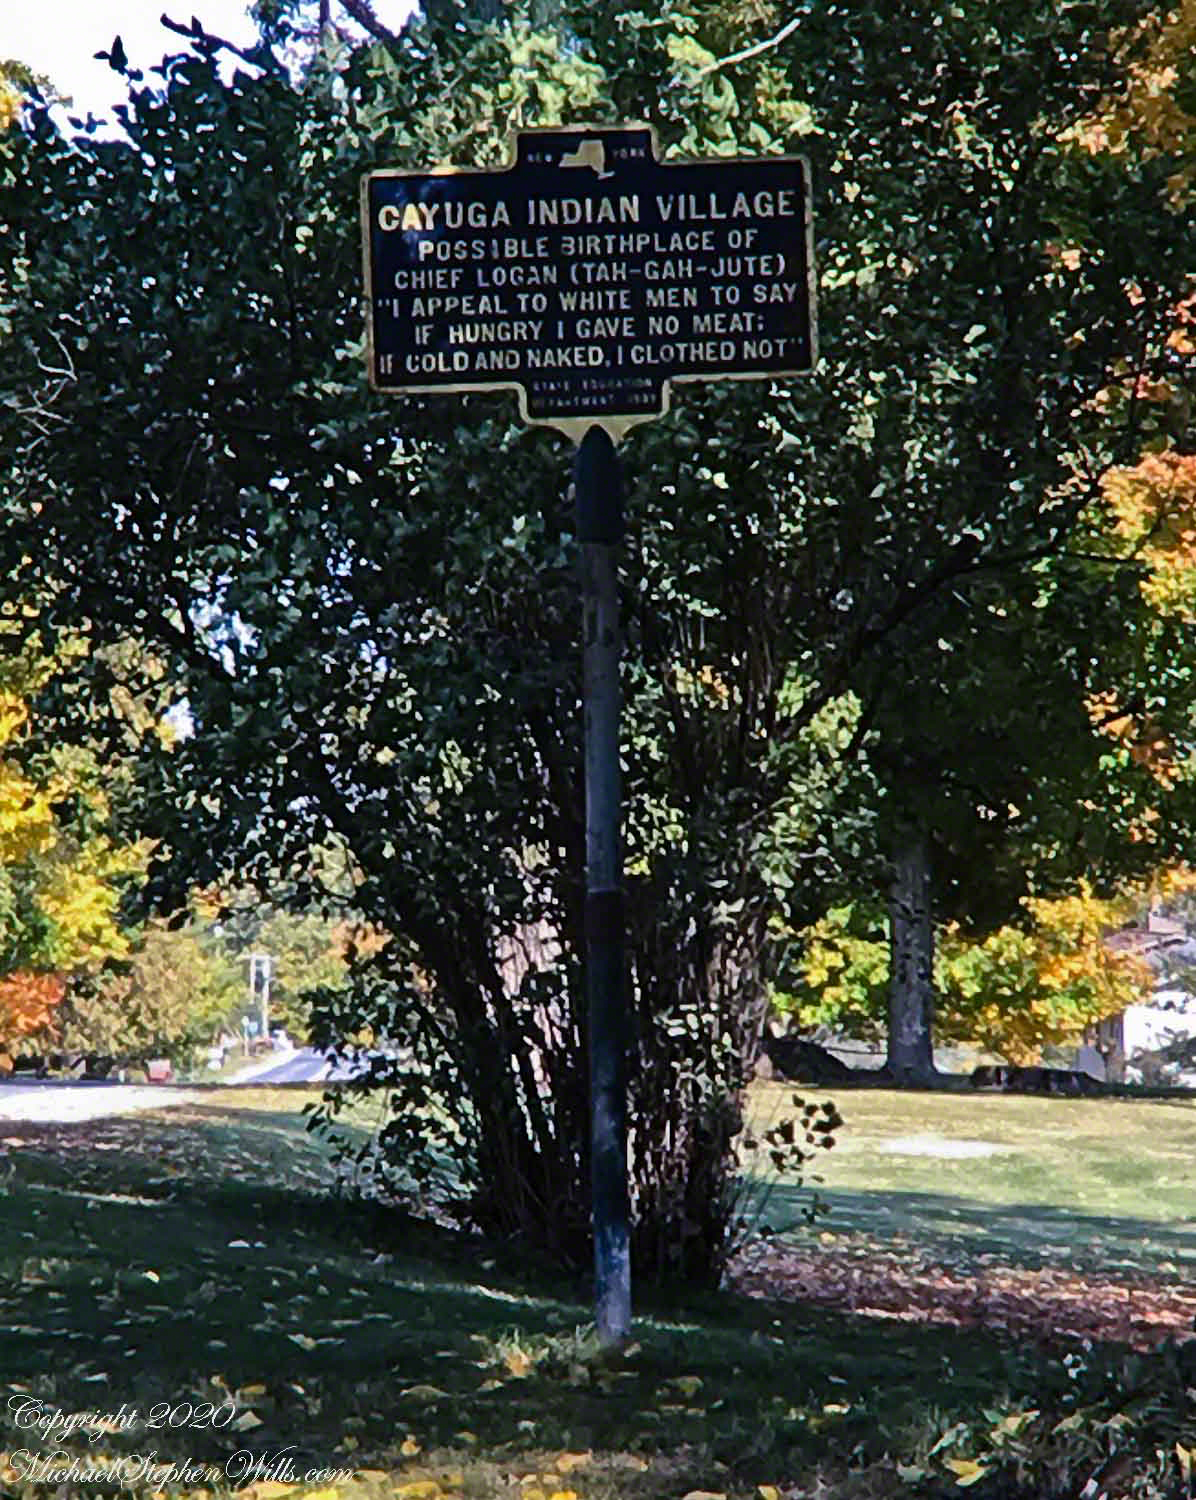 NEW YORK
CAYUGA INDIAN VILLAGE
POSSIBLE BIRTHPLACE OF
CHIEF LOGAN (TAH-GAH-JUTE)
"I APPEAL TO WHITE MEN TO SAY
IF HUNGRY I GAVE NO MEAT;
IF COLD AND NAKED, I CLOTHED NOT"
STATE EDUCATION
DEPARTMENT
Copyright 2020
MichaelStephenWills.com